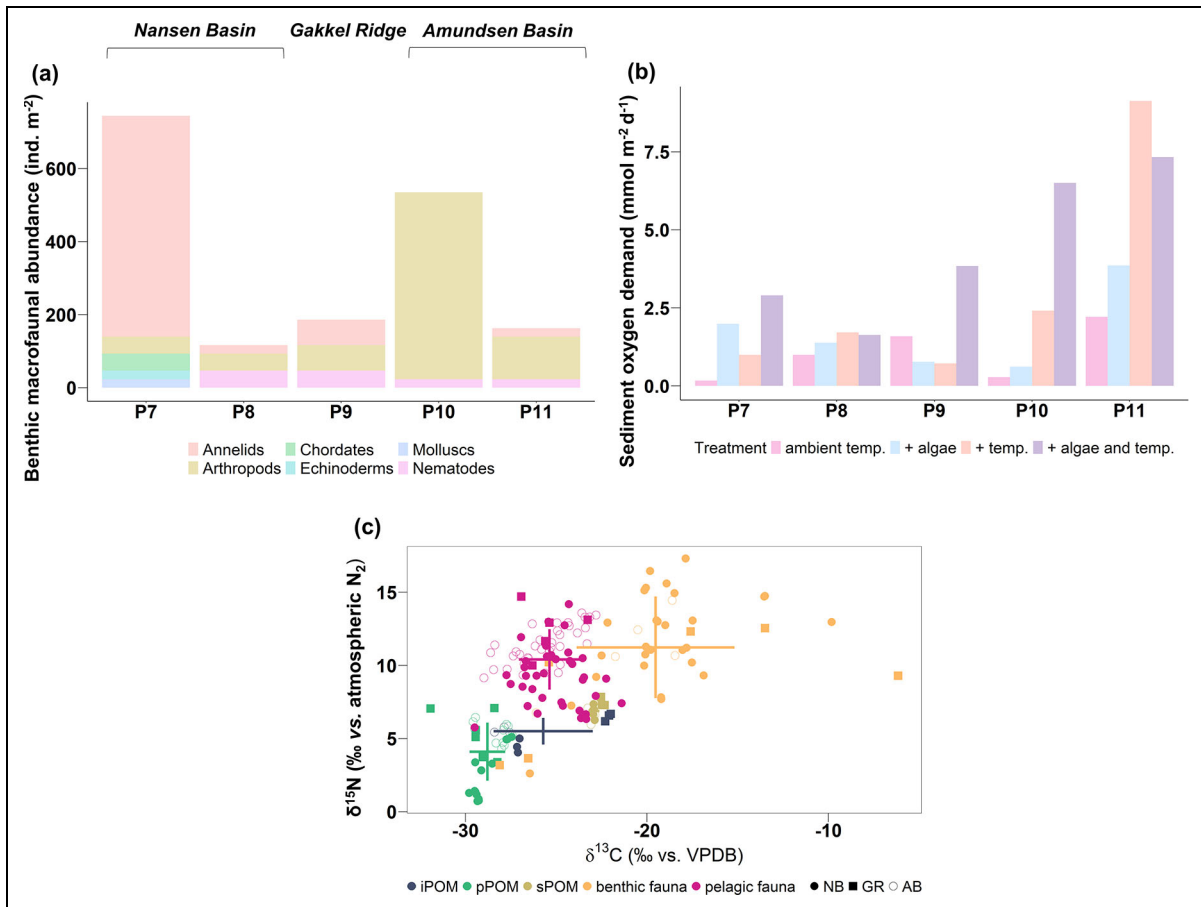 Nansen Basin Gakkel Ridge Amundsen Basin
(a)
Benthic macrofaunal abundance (ind. m⁻²)
600
400
200
0
P7 P8 P9 P10 P11
Annelids Chordates Molluscs
Arthropods Echinoderms Nematodes
(b)
Sediment oxygen demand (mmol m⁻² d⁻¹)
7.5
5.0
2.5
0.0
P7 P8 P9 P10 P11
Treatment ambient temp. + algae + temp. + algae and temp.
(c)
δ¹⁵N (‰ vs. atmospheric N₂)
15
10
5
0
-30 -20 -10
δ¹³C (‰ vs. VPDB)
iPOM pPOM sPOM benthic fauna pelagic fauna NB GR AB